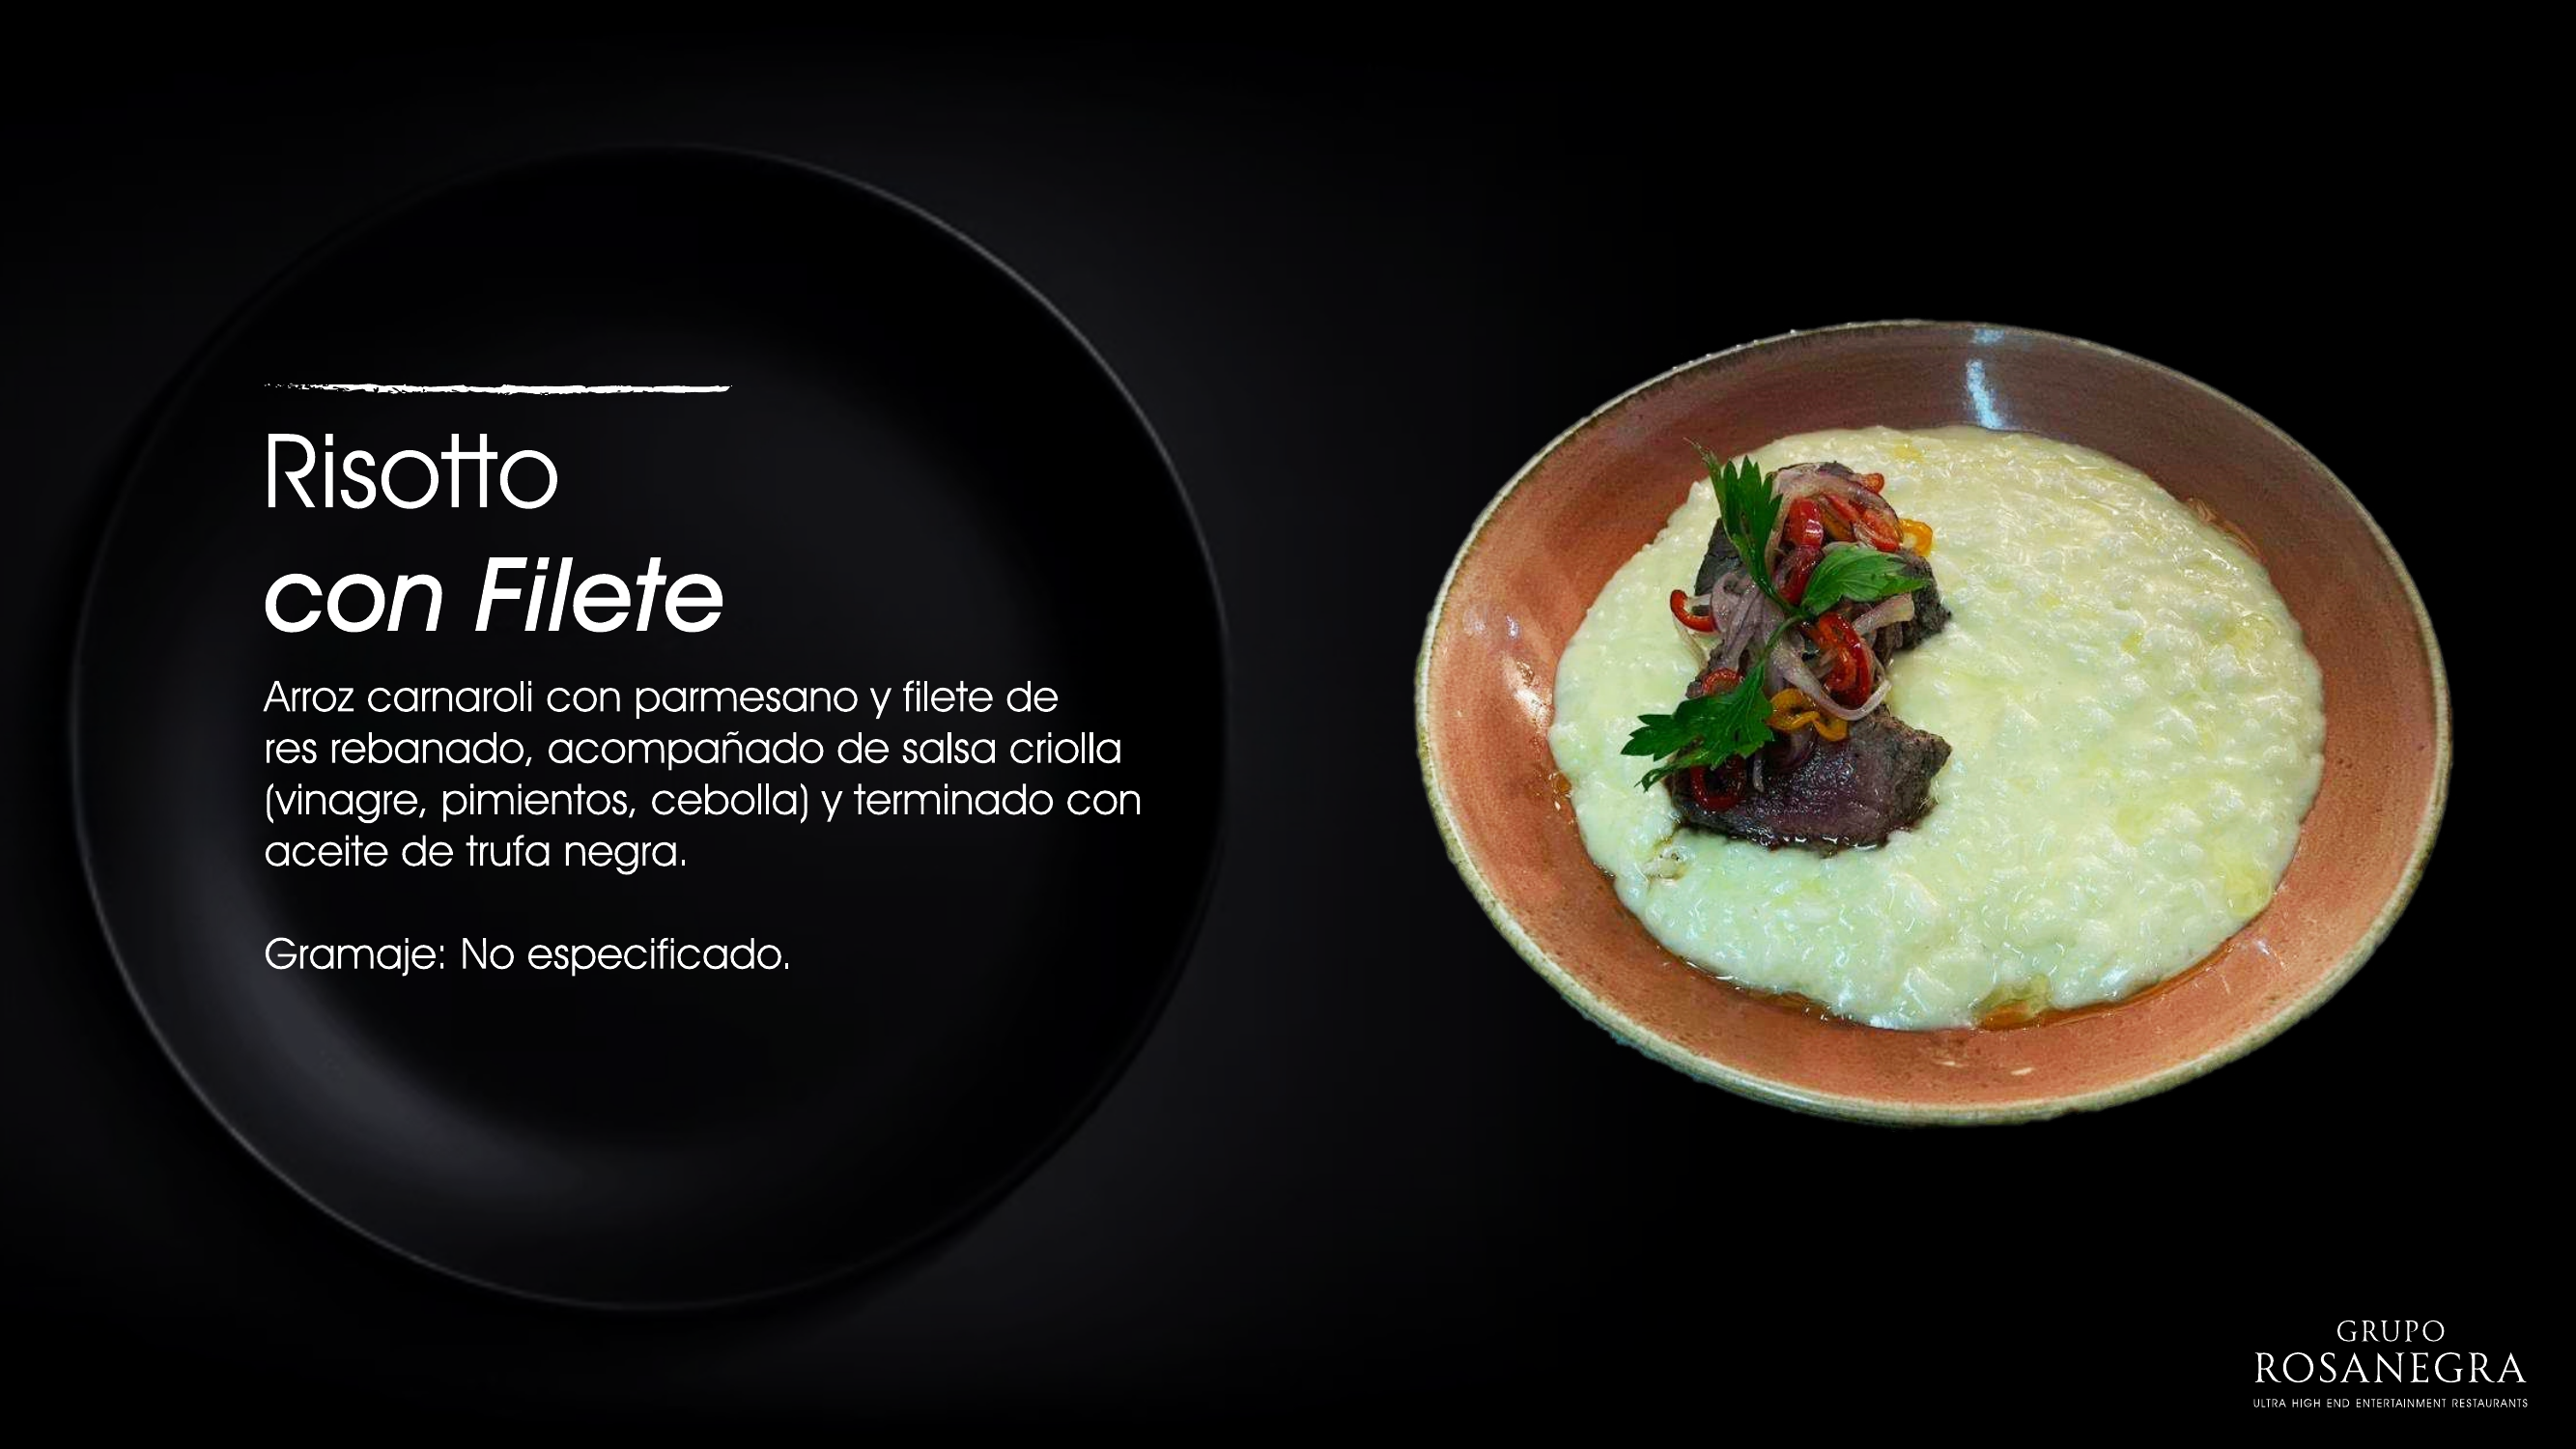 Risotto
con Filete
Arroz carnaroli con parmesano y filete de
res rebanado, acompañado de salsa criolla
(vinagre, pimientos, cebolla) y terminado con
aceite de trufa negra.
Gramaje: No especificado.
GRUPO
ROSANEGRA
ULTRA HIGH END ENTERTAINMENT RESTAURANTS